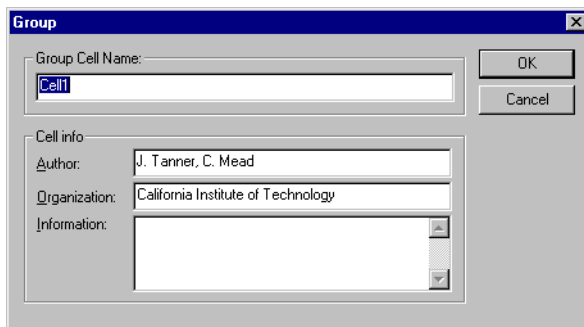 Group
Group Cell Name:
OK
Cell1
Cancel
Cell info
Author:
J. Tanner, C. Mead
Organization:
California Institute of Technology
Information: